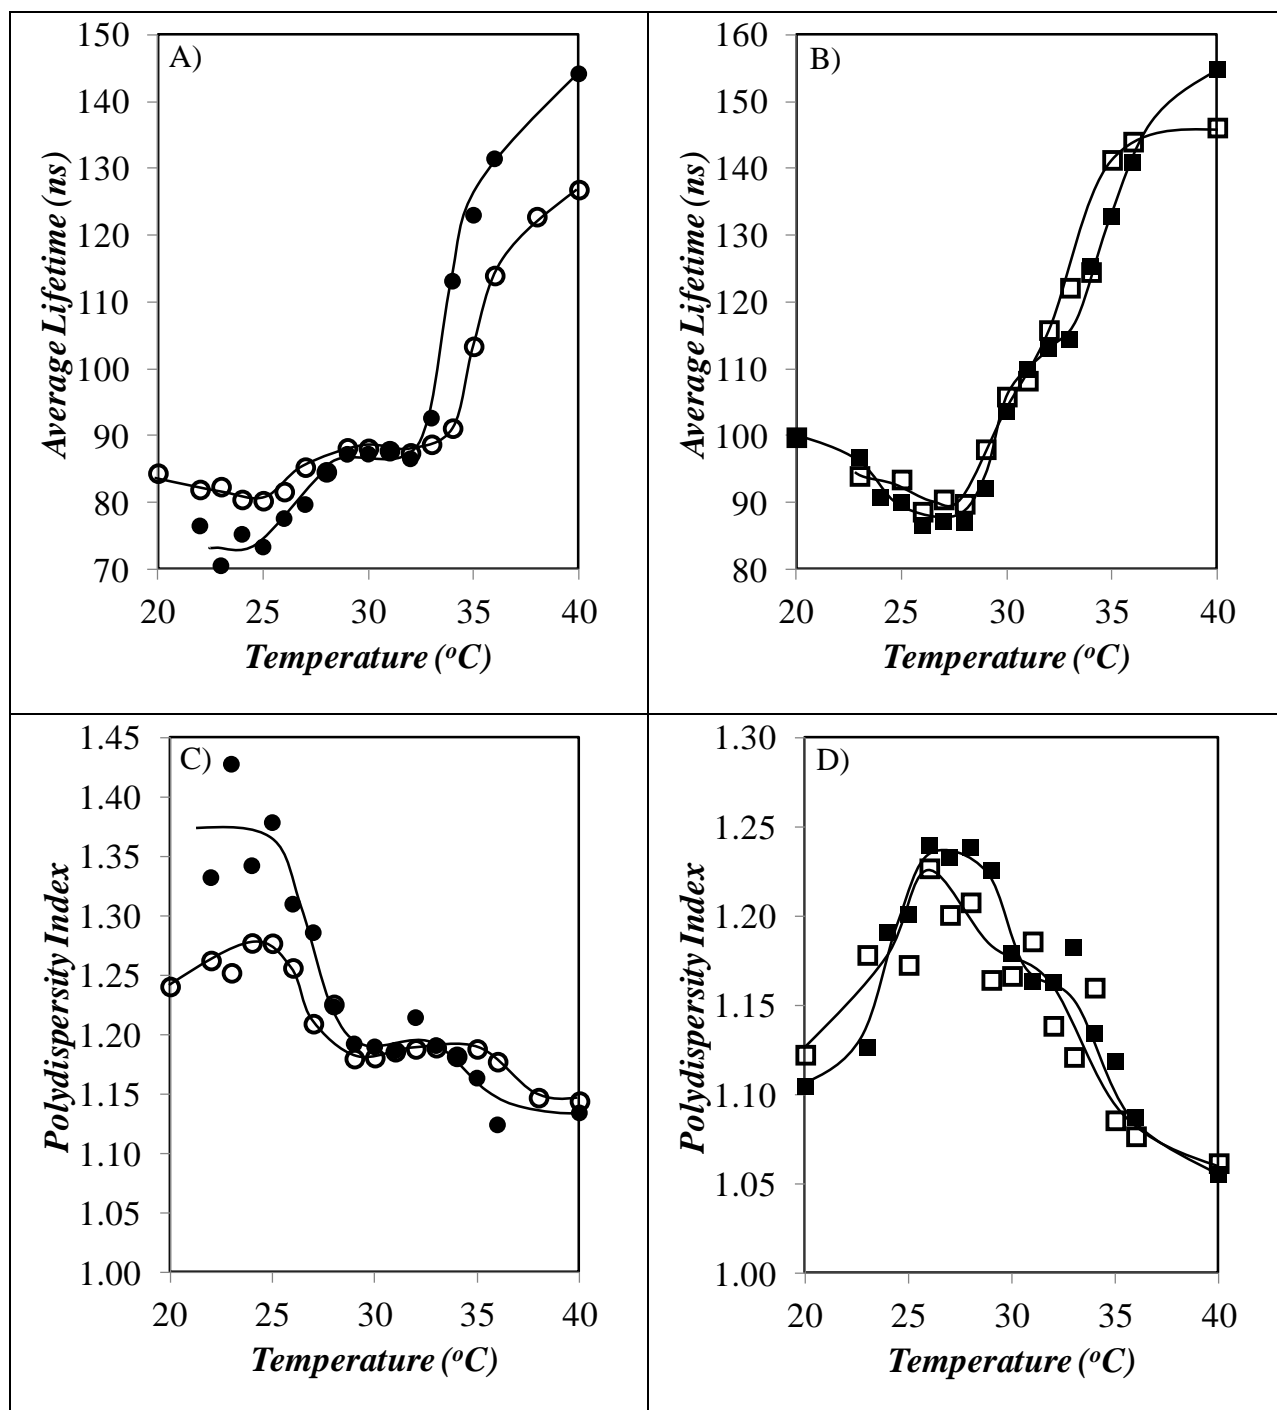 A)
150
140
130
120
110
100
90
80
70
20 25 30 35 40
Average Lifetime (ns)
Temperature (oC)
B)
160
150
140
130
120
110
100
90
80
20 25 30 35 40
Average Lifetime (ns)
Temperature (oC)
C)
1.45
1.40
1.35
1.30
1.25
1.20
1.15
1.10
1.05
1.00
20 25 30 35 40
Polydispersity Index
Temperature (oC)
D)
1.30
1.25
1.20
1.15
1.10
1.05
1.00
20 25 30 35 40
Polydispersity Index
Temperature (oC)